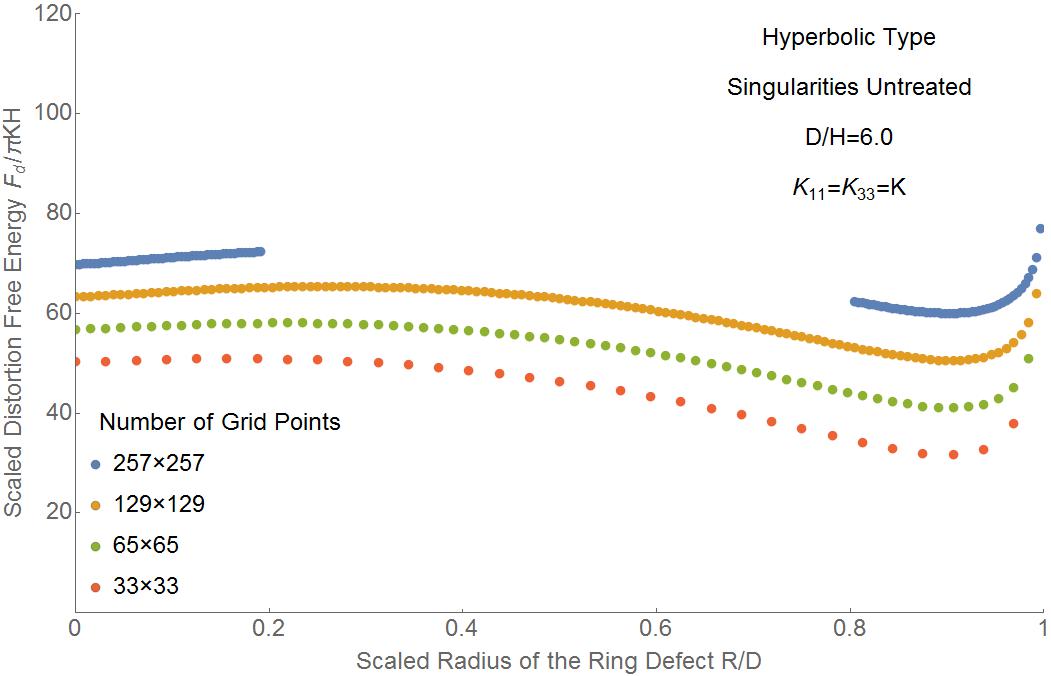 120
100
80
60
40
20
Scaled Distortion Free Energy F_d/πKH
Hyperbolic Type
Singularities Untreated
D/H=6.0
K₁₁=K₃₃=K
Number of Grid Points
257×257
129×129
65×65
33×33
0 0.2 0.4 0.6 0.8 1
Scaled Radius of the Ring Defect R/D